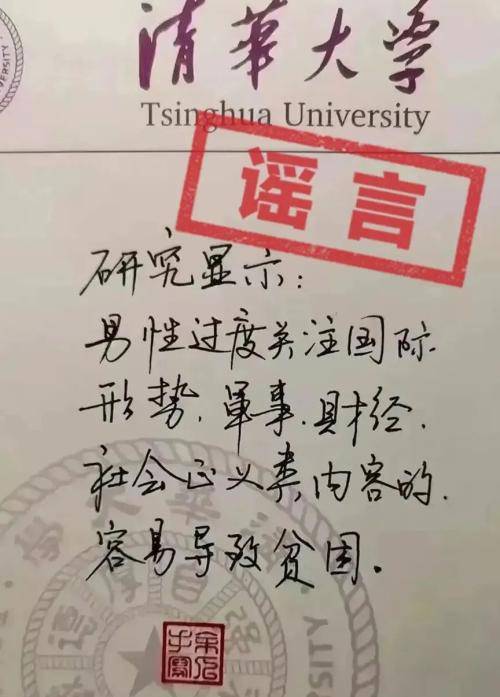 清華大學
Tsinghua University
谣言
研究显示：
男性过度关注国际
形势、軍事、财经、
社会正义类内容的、
容易导致贫困。